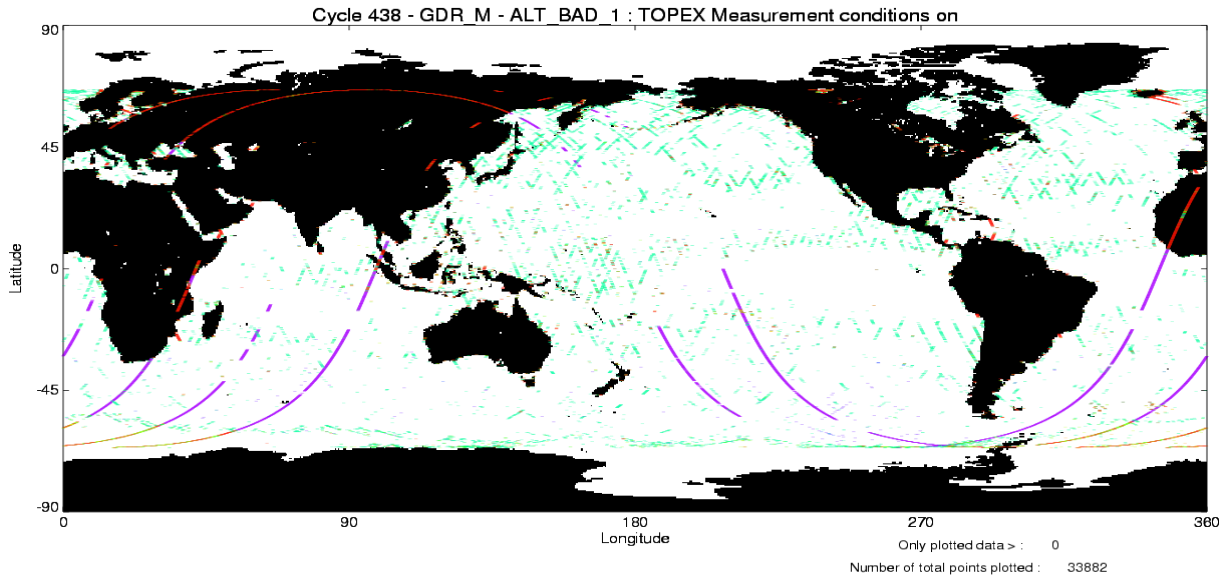 Cycle 438 - GDR_M - ALT_BAD_1 : TOPEX Measurement conditions on
90
45
0
-45
-90
Latitude
0 90 180 270 360
Longitude
Only plotted data > : 0
Number of total points plotted : 33882